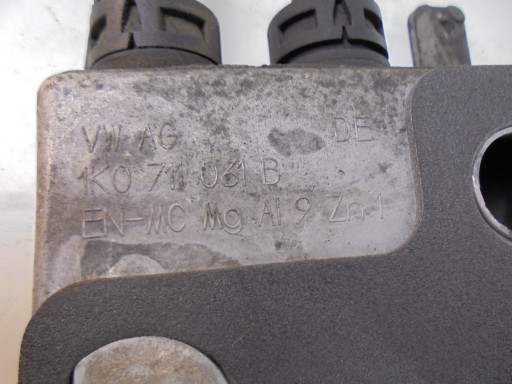 VW AG DE
1K0 711 061 B
EN-MC Mg Al 9 Zn 1